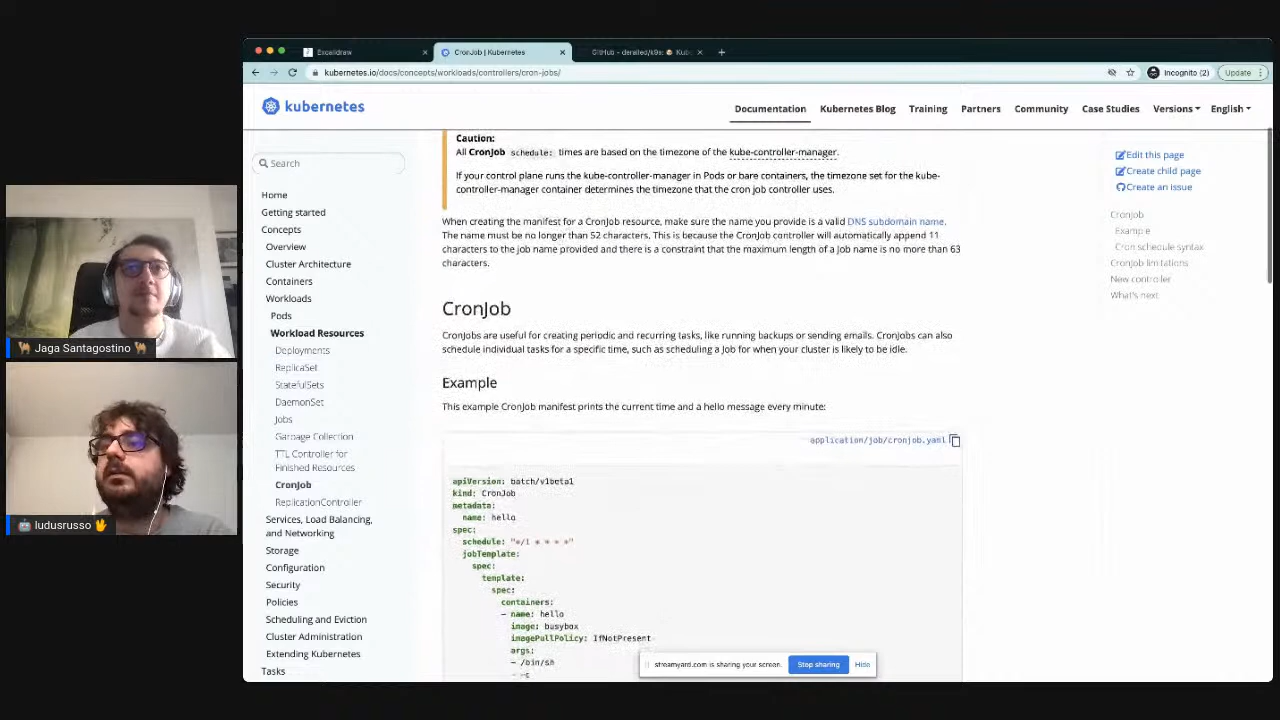 Excalidraw
CronJob | Kubernetes
GitHub - derailed/k9s: Kub
kubernetes.io/docs/concepts/workloads/controllers/cron-jobs/
Incognito (2)
Update
kubernetes
Documentation
Kubernetes Blog
Training
Partners
Community
Case Studies
Versions
English
Search
Home
Getting started
Concepts
Overview
Cluster Architecture
Containers
Workloads
Pods
Workload Resources
Deployments
ReplicaSet
StatefulSets
DaemonSet
Jobs
Garbage Collection
TTL Controller for
Finished Resources
CronJob
ReplicationController
Services, Load Balancing,
and Networking
Storage
Configuration
Security
Policies
Scheduling and Eviction
Cluster Administration
Extending Kubernetes
Tasks
Caution:
All CronJob schedule: times are based on the timezone of the kube-controller-manager.
If your control plane runs the kube-controller-manager in Pods or bare containers, the timezone set for the kube-
controller-manager container determines the timezone that the cron job controller uses.
When creating the manifest for a CronJob resource, make sure the name you provide is a valid DNS subdomain name.
The name must be no longer than 52 characters. This is because the CronJob controller will automatically append 11
characters to the job name provided and there is a constraint that the maximum length of a Job name is no more than 63
characters.
CronJob
CronJobs are useful for creating periodic and recurring tasks, like running backups or sending emails. CronJobs can also
schedule individual tasks for a specific time, such as scheduling a Job for when your cluster is likely to be idle.
Example
This example CronJob manifest prints the current time and a hello message every minute:
application/job/cronjob.yaml
apiVersion: batch/v1beta1
kind: CronJob
metadata:
name: hello
spec:
schedule: "*/1 * * * *"
jobTemplate:
spec:
template:
spec:
containers:
- name: hello
image: busybox
imagePullPolicy: IfNotPresent
args:
- /bin/sh
- -c
Edit this page
Create child page
Create an issue
CronJob
Example
Cron schedule syntax
CronJob limitations
New controller
What's next
streamyard.com is sharing your screen.
Stop sharing
Hide
🐫 Jaga Santagostino 🐫
🤖 ludusrusso 🖖